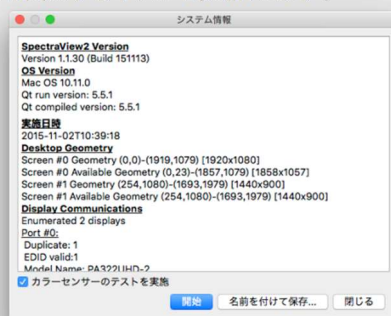 システム情報
SpectraView2 Version
Version 1.1.30 (Build 151113)
OS Version
Mac OS 10.11.0
Qt run version: 5.5.1
Qt compiled version: 5.5.1
実施日時
2015-11-02T10:39:18
Desktop Geometry
Screen #0 Geometry (0,0)-(1919,1079) [1920x1080]
Screen #0 Available Geometry (0,23)-(1857,1079) [1858x1057]
Screen #1 Geometry (254,1080)-(1693,1979) [1440x900]
Screen #1 Available Geometry (254,1080)-(1693,1979) [1440x900]
Display Communications
Enumerated 2 displays
Port #0:
Duplicate: 1
EDID valid:1
Model Name: PA322UHD-2
カラーセンサーのテストを実施
開始
名前を付けて保存...
閉じる